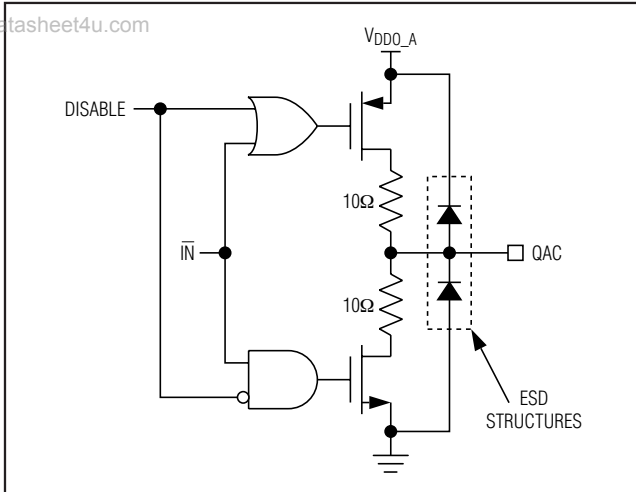 atasheet4u.com
VDDO_A
DISABLE
10Ω
IN
QAC
10Ω
ESD
STRUCTURES